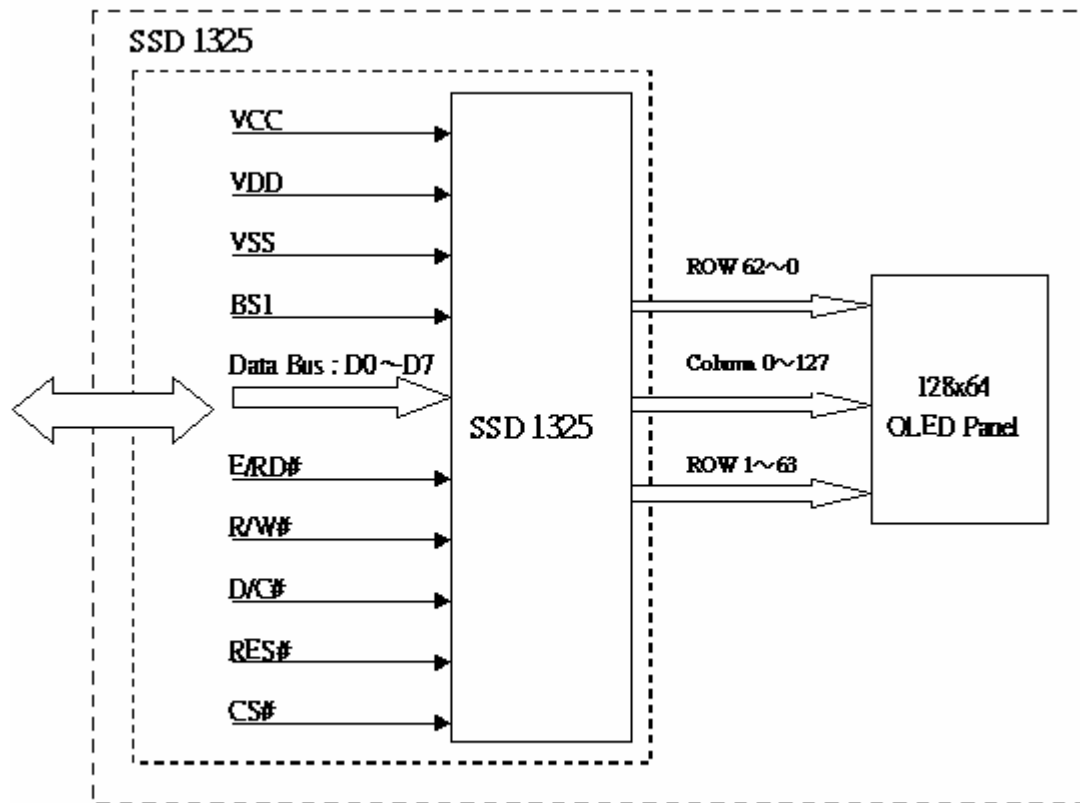 SSD 1325
VCC
VDD
VSS
BS1
Data Bus : D0～D7
E/RD#
R/W#
D/C#
RES#
CS#
SSD 1325
ROW 62～0
Column 0～127
ROW 1～63
128x64
OLED Panel